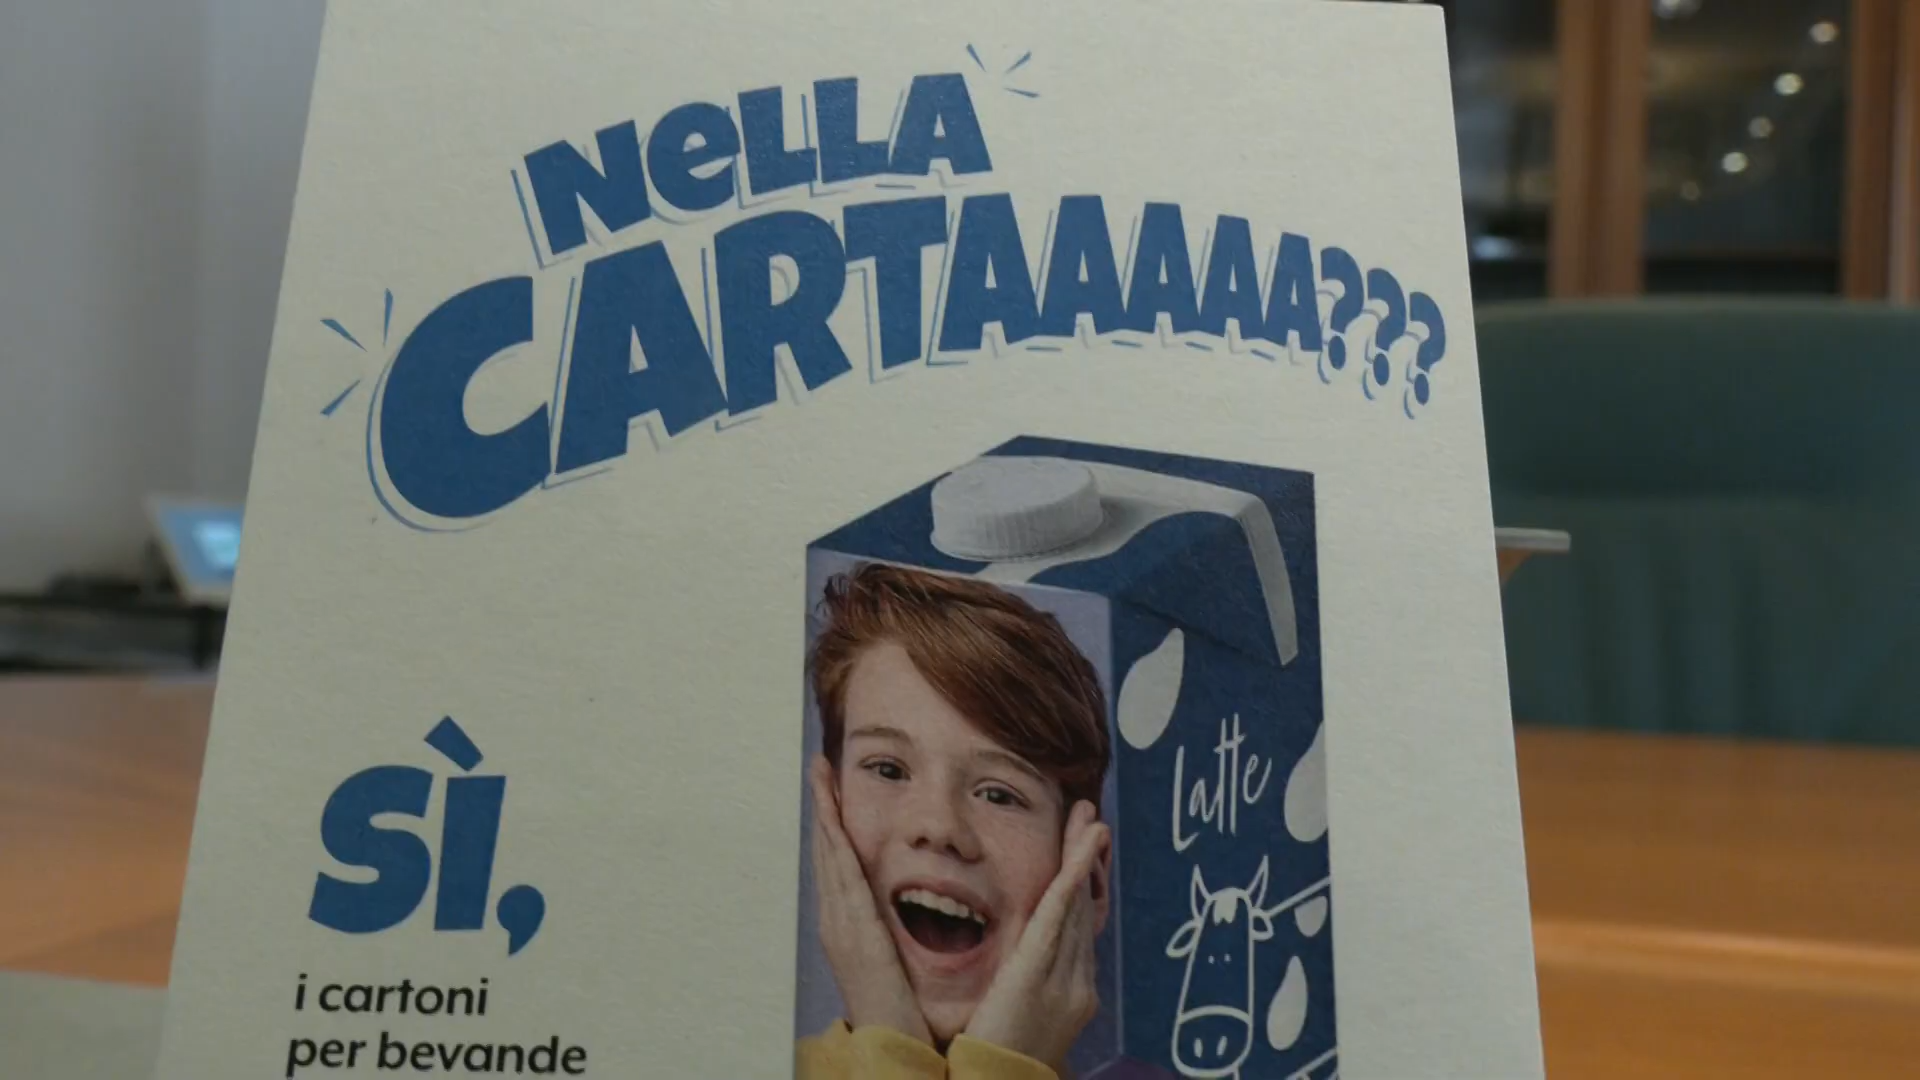 NeLLA
CARTAAAAA???
SÌ,
i cartoni
per bevande
Latte